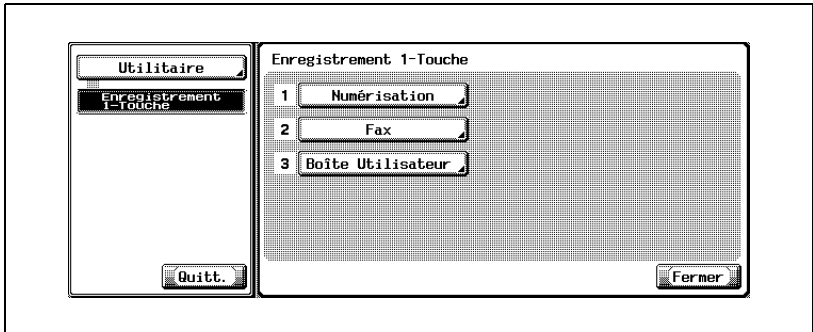 Utilitaire
Enregistrement
1-Touche
Quitt.
Enregistrement 1-Touche
1 Numérisation
2 Fax
3 Boîte Utilisateur
Fermer